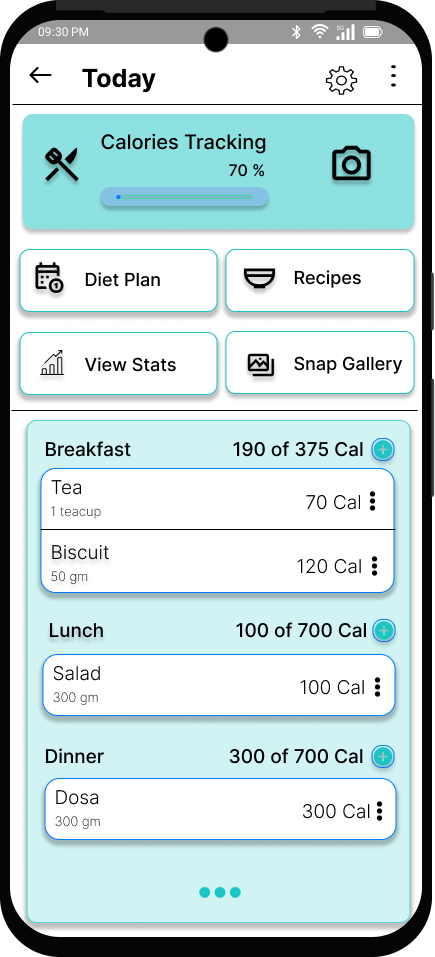 09:30 PM 5G
Today
Calories Tracking
70 %
Diet Plan
Recipes
View Stats
Snap Gallery
Breakfast 190 of 375 Cal
Tea
1 teacup
70 Cal
Biscuit
50 gm
120 Cal
Lunch 100 of 700 Cal
Salad
300 gm
100 Cal
Dinner 300 of 700 Cal
Dosa
300 gm
300 Cal